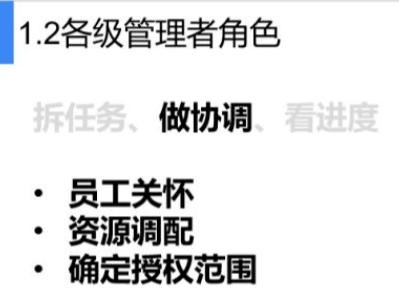 1.2各级管理者角色
拆任务、做协调、看进度
• 员工关怀
• 资源调配
• 确定授权范围